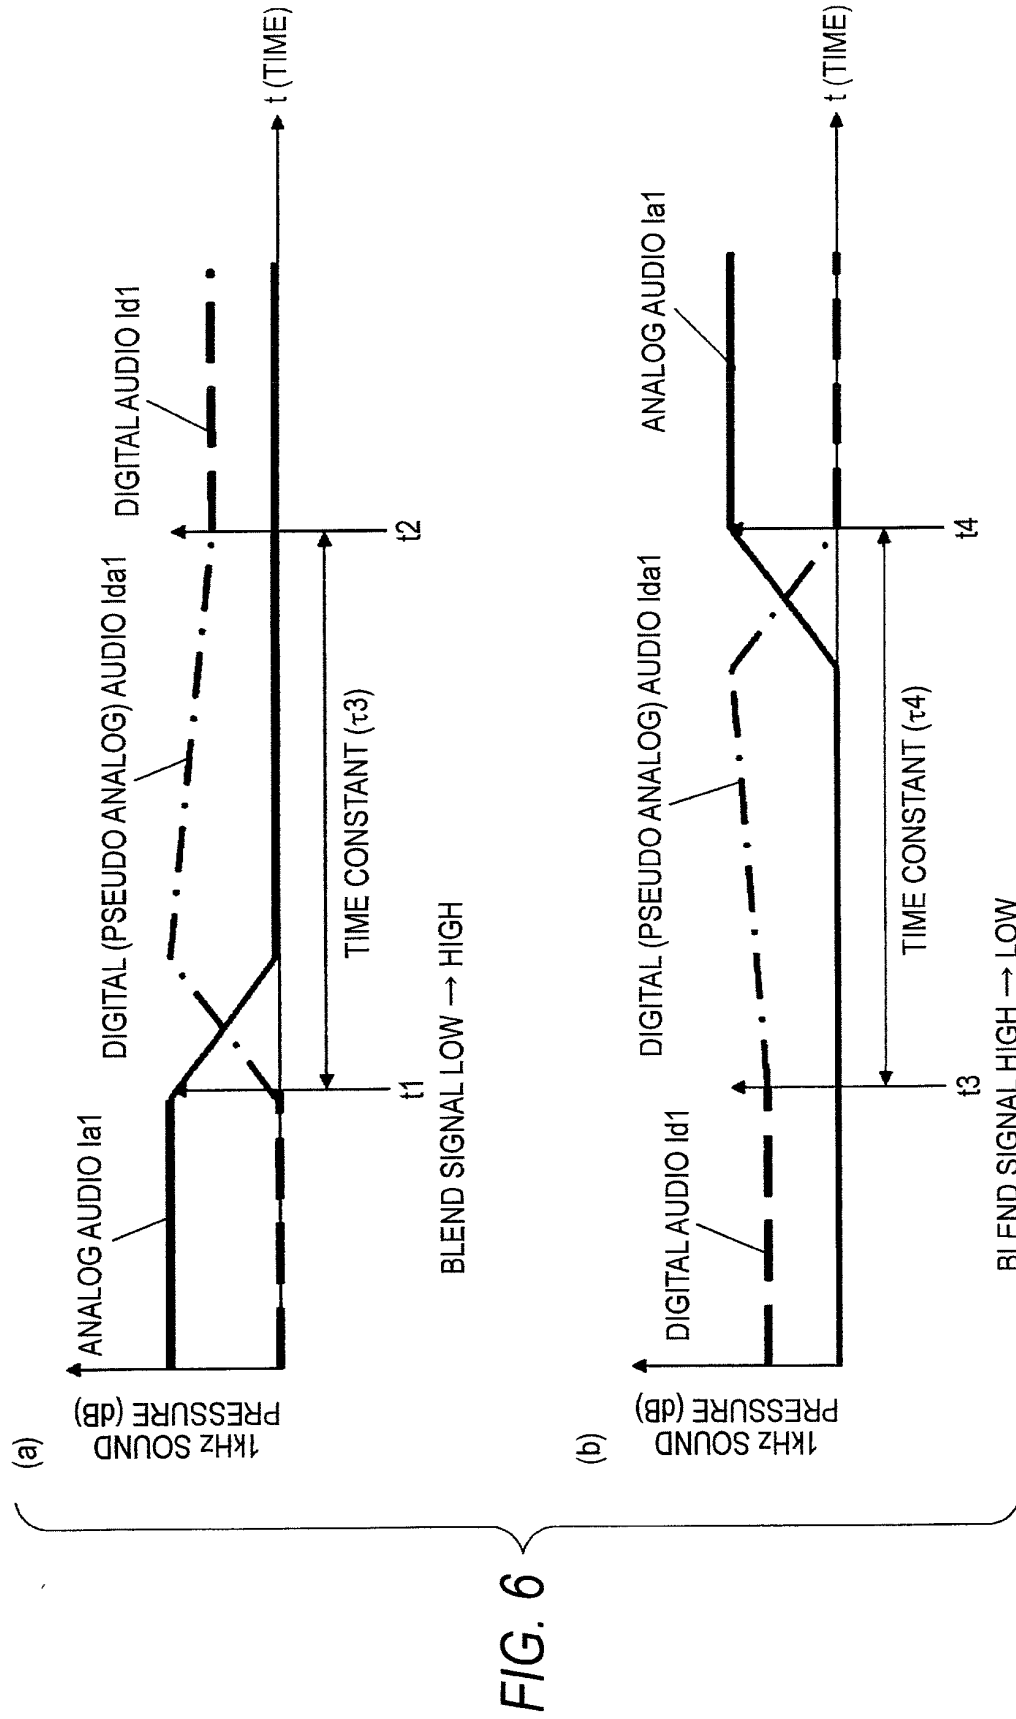 FIG. 6
(a)
1kHz SOUND
PRESSURE (dB)
ANALOG AUDIO Ia1
DIGITAL (PSEUDO ANALOG) AUDIO Ida1
DIGITAL AUDIO Id1
t (TIME)
t1
t2
TIME CONSTANT (τ3)
BLEND SIGNAL LOW → HIGH
(b)
1kHz SOUND
PRESSURE (dB)
DIGITAL AUDIO Id1
DIGITAL (PSEUDO ANALOG) AUDIO Ida1
ANALOG AUDIO Ia1
t (TIME)
t3
t4
TIME CONSTANT (τ4)
BLEND SIGNAL HIGH → LOW